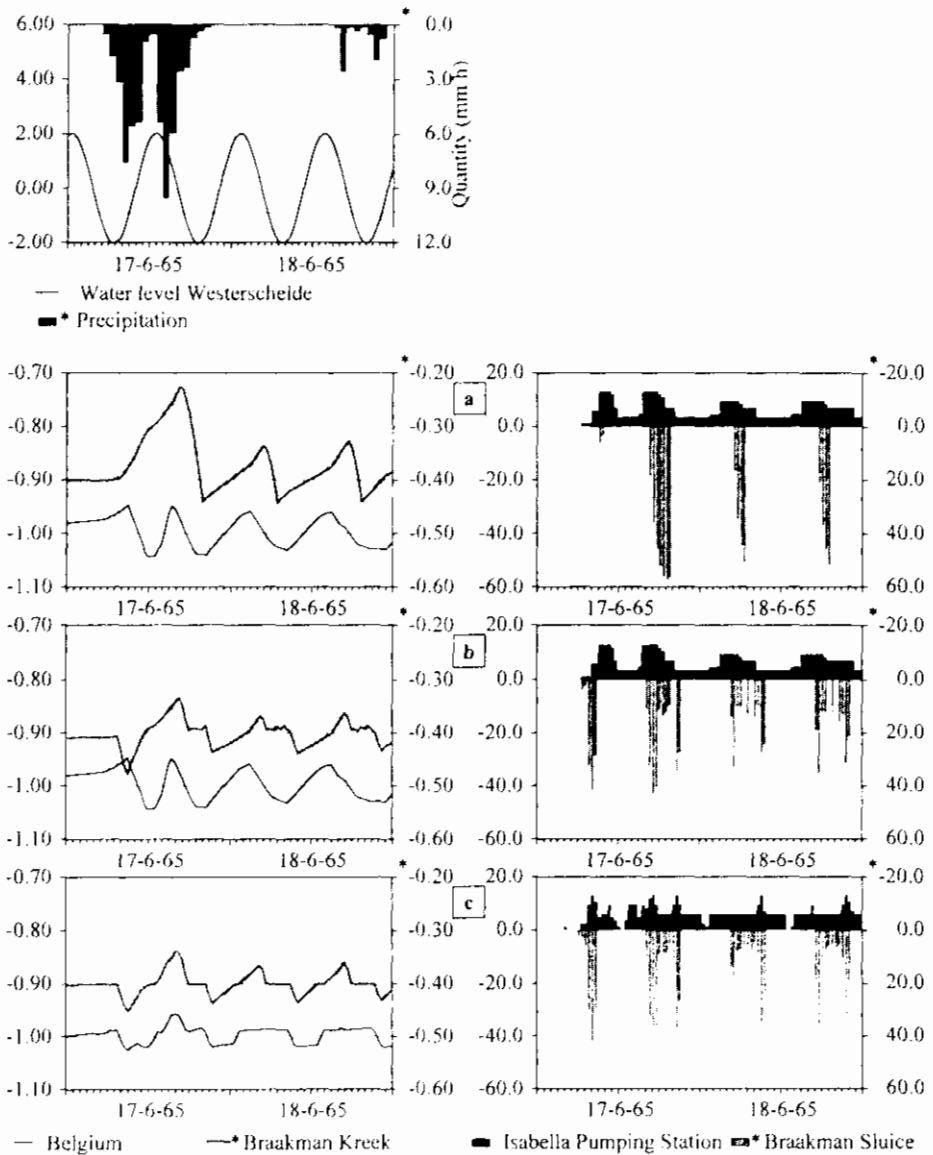 *
6.00 0.0
4.00 3.0
2.00 6.0
0.00 9.0
-2.00 12.0
Quantity (mm h)
17-6-65 18-6-65
Water level Westerschelde
* Precipitation
* *
-0.70 -0.20 a 20.0 -20.0
-0.80 -0.30 0.0 0.0
-0.90 -0.40 -20.0 20.0
-1.00 -0.50 -40.0 40.0
-1.10 -0.60 -60.0 60.0
17-6-65 18-6-65 17-6-65 18-6-65
* *
-0.70 -0.20 b 20.0 -20.0
-0.80 -0.30 0.0 0.0
-0.90 -0.40 -20.0 20.0
-1.00 -0.50 -40.0 40.0
-1.10 -0.60 -60.0 60.0
17-6-65 18-6-65 17-6-65 18-6-65
* *
-0.70 -0.20 c 20.0 -20.0
-0.80 -0.30 0.0 0.0
-0.90 -0.40 -20.0 20.0
-1.00 -0.50 -40.0 40.0
-1.10 -0.60 -60.0 60.0
17-6-65 18-6-65 17-6-65 18-6-65
Belgium * Braakman Kreek Isabella Pumping Station * Braakman Sluice